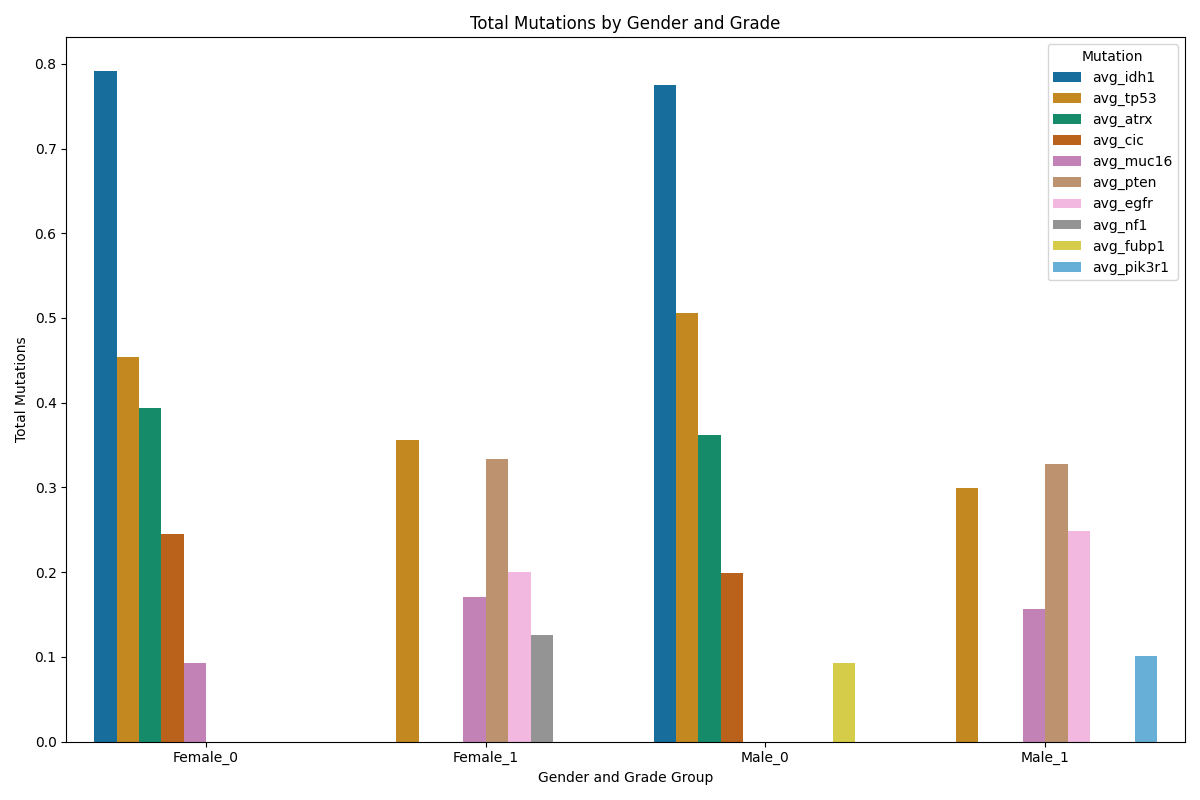 Total Mutations by Gender and Grade
Total Mutations
0.8
0.7
0.6
0.5
0.4
0.3
0.2
0.1
0.0
Female_0
Female_1
Male_0
Male_1
Gender and Grade Group
Mutation
avg_idh1
avg_tp53
avg_atrx
avg_cic
avg_muc16
avg_pten
avg_egfr
avg_nf1
avg_fubp1
avg_pik3r1